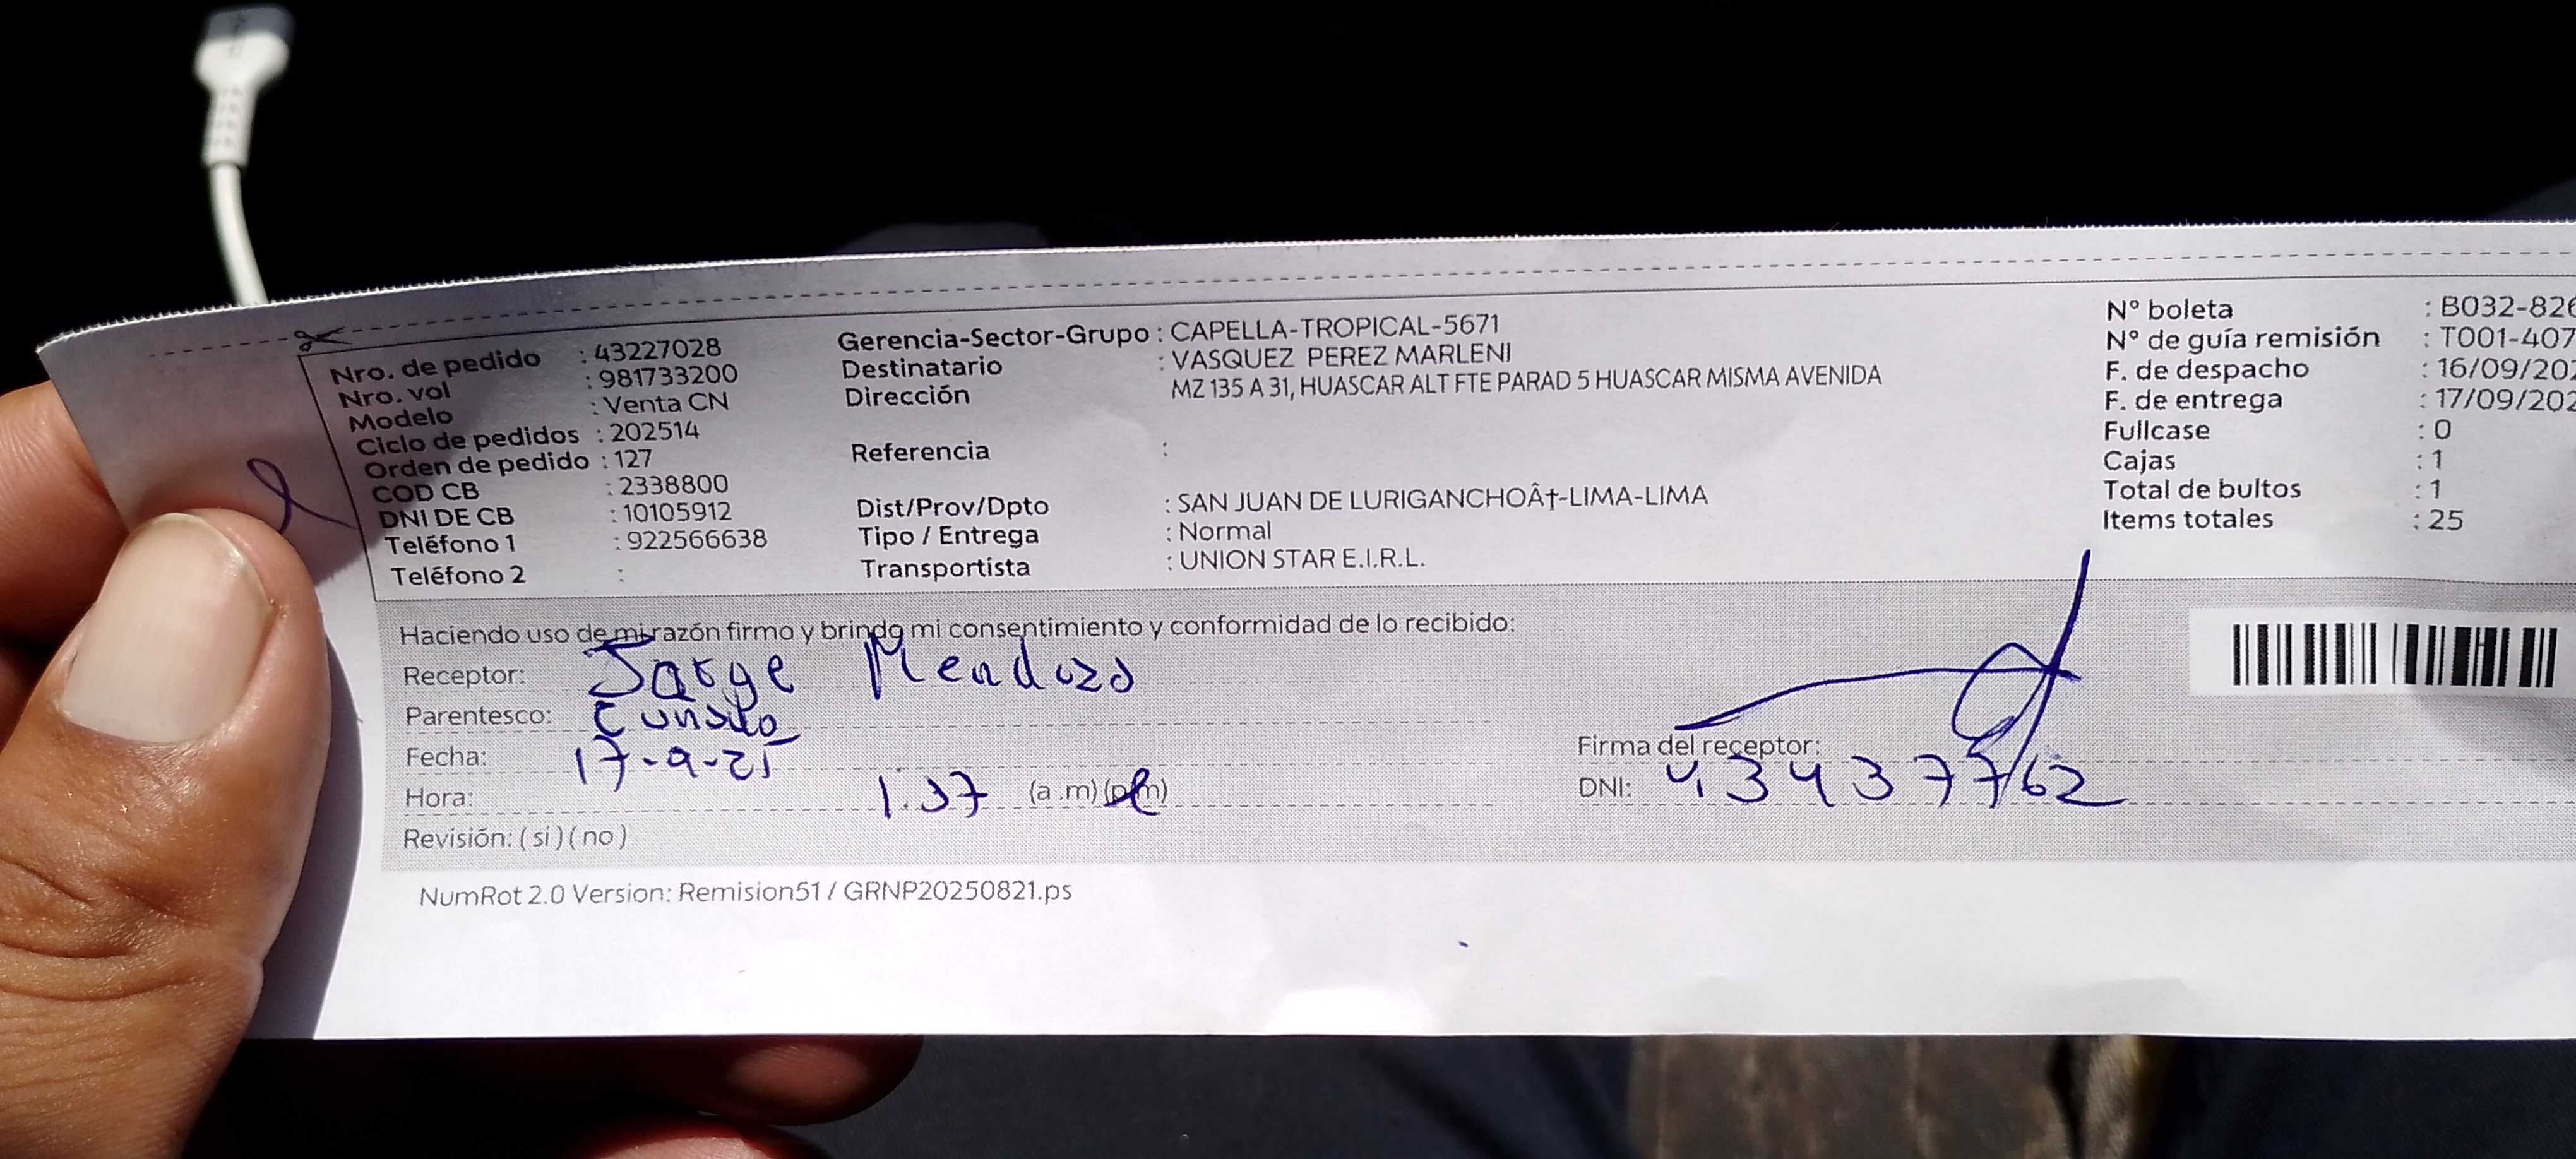 Nro. de pedido : 43227028
Nro. vol : 981733200
Modelo : Venta CN
Ciclo de pedidos : 202514
Orden de pedido : 127
COD CB : 2338800
DNI DE CB : 10105912
Teléfono 1 : 922566638
Teléfono 2 :
Gerencia-Sector-Grupo : CAPELLA-TROPICAL-5671
Destinatario : VASQUEZ PEREZ MARLENI
Dirección MZ 135 A 31, HUASCAR ALT FTE PARAD 5 HUASCAR MISMA AVENIDA
Referencia :
Dist/Prov/Dpto : SAN JUAN DE LURIGANCHOÂ†-LIMA-LIMA
Tipo / Entrega : Normal
Transportista : UNION STAR E.I.R.L.
N° boleta : B032-826
N° de guía remisión : T001-407
F. de despacho : 16/09/202
F. de entrega : 17/09/202
Fullcase : 0
Cajas : 1
Total de bultos : 1
Items totales : 25
Haciendo uso de mi razón firmo y brindo mi consentimiento y conformidad de lo recibido:
Receptor: Jorge Mendoza
Parentesco:
Fecha: 17-9-25
Hora: 1.37 (a .m) (p.m)
Revisión: ( si ) ( no )
Firma del receptor:
DNI: 43437762
NumRot 2.0 Version: Remision51 / GRNP20250821.ps